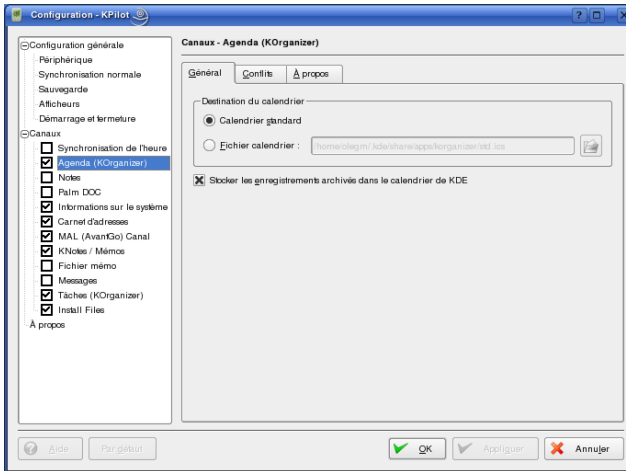 Configuration - KPilot
Configuration générale
Périphérique
Synchronisation normale
Sauvegarde
Afficheurs
Démarrage et fermeture
Canaux
Synchronisation de l'heure
Agenda (KOrganizer)
Notes
Palm DOC
Informations sur le système
Carnet d'adresses
MAL (AvantGo) Canal
KNotes / Mémos
Fichier mémo
Messages
Tâches (KOrganizer)
Install Files
À propos
Canaux - Agenda (KOrganizer)
Général Conflits À propos
Destination du calendrier
Calendrier standard
Fichier calendrier : /home/olegm/.kde/share/apps/korganizer/std.ics
Stocker les enregistrements archivés dans le calendrier de KDE
Aide Par défaut OK Appliquer Annuler